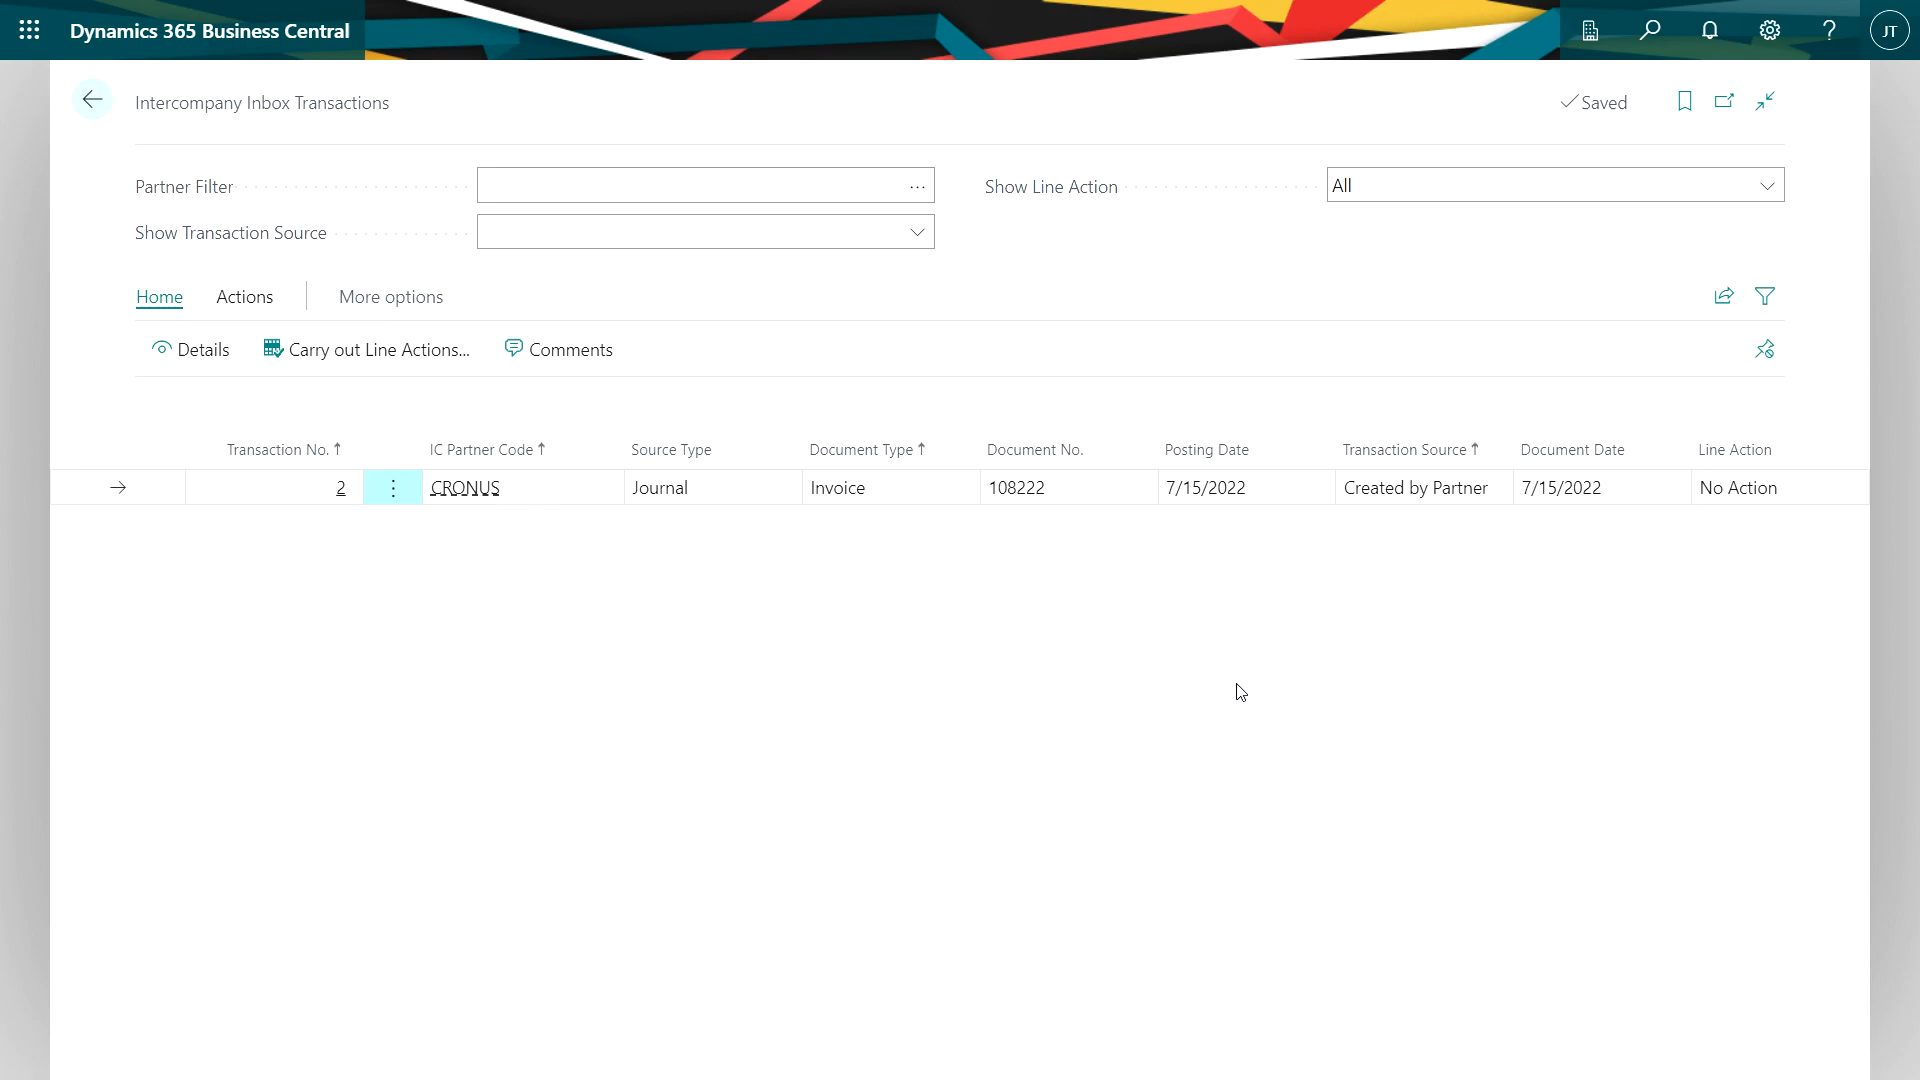 Dynamics 365 Business Central
JT
Intercompany Inbox Transactions
Saved
Partner Filter
Show Line Action
All
Show Transaction Source
Home
Actions
More options
Details
Carry out Line Actions...
Comments
Transaction No. ↑ IC Partner Code ↑ Source Type Document Type ↑ Document No. Posting Date Transaction Source ↑ Document Date Line Action
2 CRONUS Journal Invoice 108222 7/15/2022 Created by Partner 7/15/2022 No Action